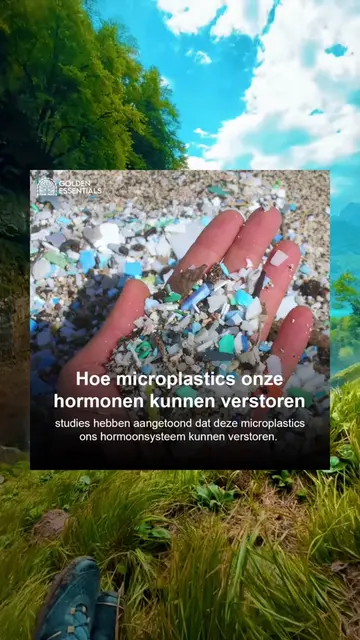 GOLDEN
ESSENTIALS
Hoe microplastics onze
hormonen kunnen verstoren
studies hebben aangetoond dat deze microplastics
ons hormoonsysteem kunnen verstoren.